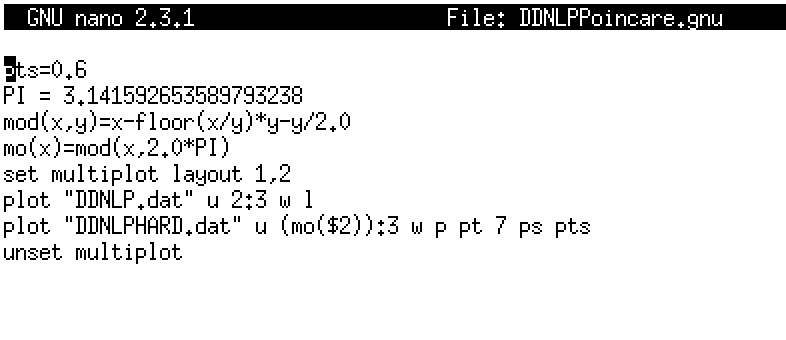 GNU nano 2.3.1 File: DDNLPPoincare.gnu
pts=0.6
PI = 3.141592653589793238
mod(x,y)=x-floor(x/y)*y-y/2.0
mo(x)=mod(x,2.0*PI)
set multiplot layout 1,2
plot "DDNLP.dat" u 2:3 w l
plot "DDNLPHARD.dat" u (mo($2)):3 w p pt 7 ps pts
unset multiplot